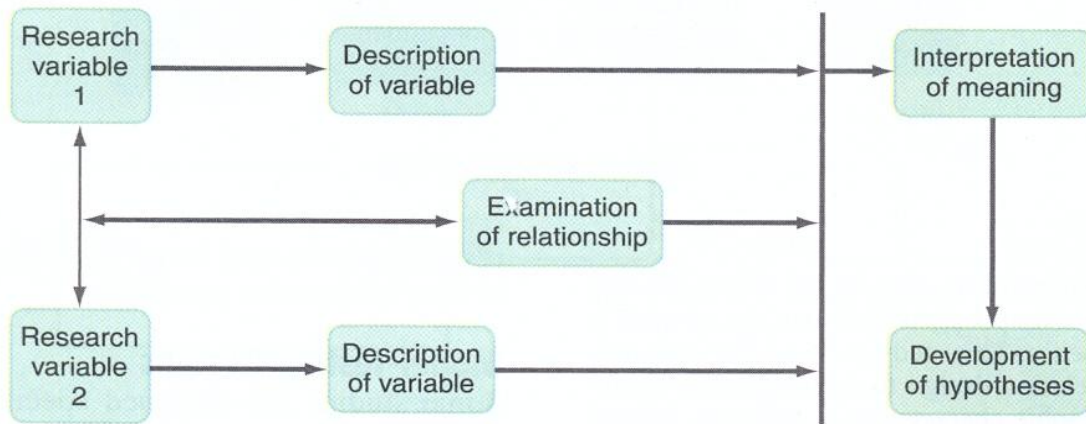 Research
variable
1
Description
of variable
Interpretation
of meaning
Examination
of relationship
Research
variable
2
Description
of variable
Development
of hypotheses